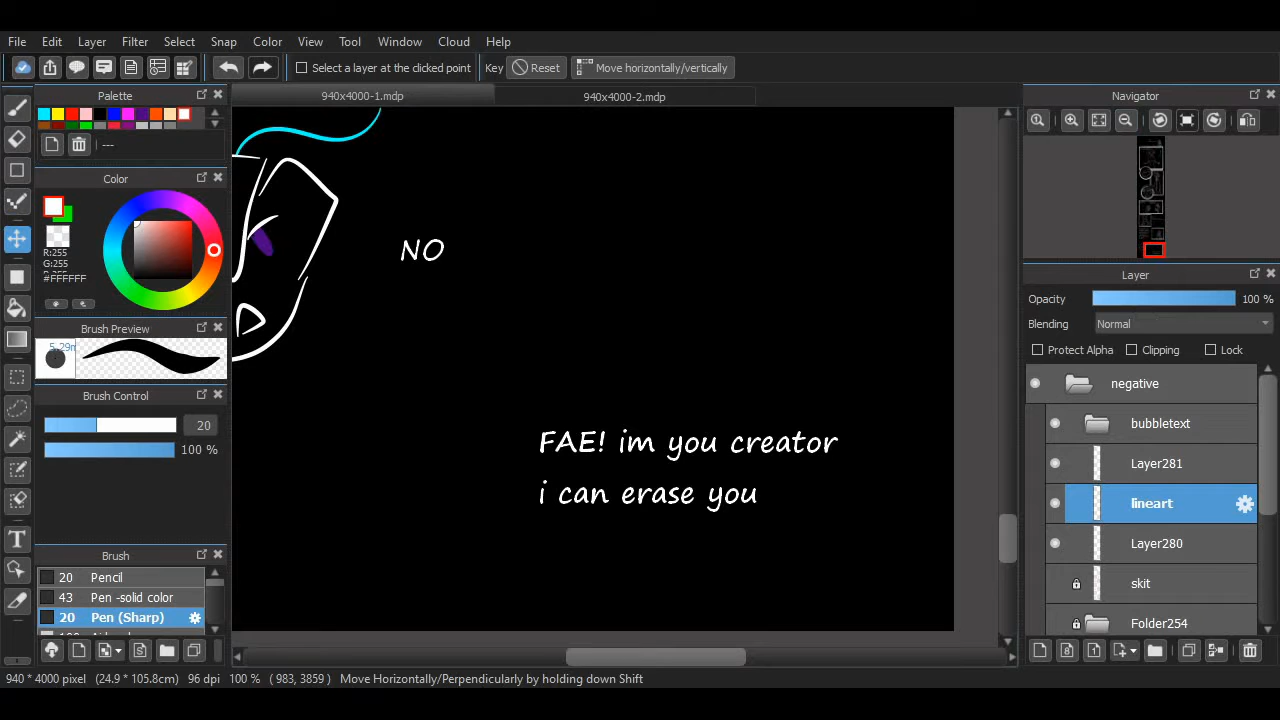 File Edit Layer Filter Select Snap Color View Tool Window Cloud Help
Select a layer at the clicked point Key Reset Move horizontally/vertically
Palette
---
Color
R:255
G:255
#FFFFFF
Brush Preview
Brush Control
20
100 %
Brush
20 Pencil
43 Pen -solid color
20 Pen (Sharp)
940x4000-1.mdp
940x4000-2.mdp
NO
FAE! im you creator
i can erase you
Navigator
Layer
Opacity 100 %
Blending Normal
Protect Alpha Clipping Lock
negative
bubbletext
Layer281
lineart
Layer280
skit
Folder254
940 * 4000 pixel (24.9 * 105.8cm) 96 dpi 100 % ( 983, 3859 ) Move Horizontally/Perpendicularly by holding down Shift